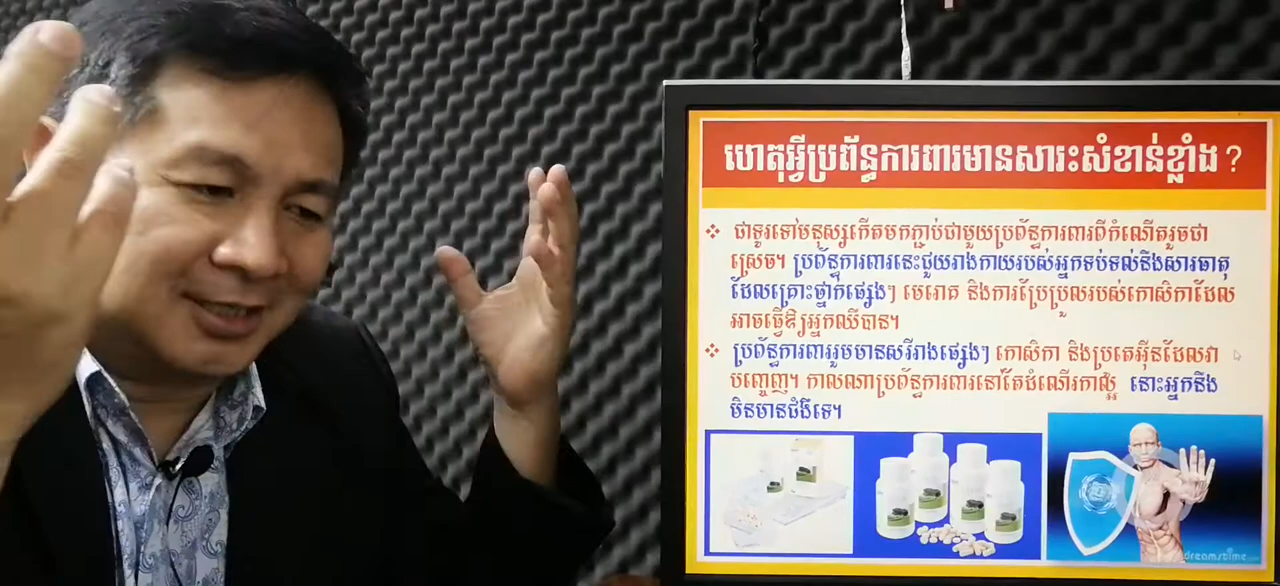 ហេតុអ្វីប្រព័ន្ធការពារមានសារៈសំខាន់ខ្លាំង ?
❖ ជាទូរទៅមនុស្សកើតមកភ្ជាប់ជាមួយប្រព័ន្ធការពារពីកំណើតរួចជា
ស្រេច។ ប្រព័ន្ធការពារនេះជួយរាងកាយរបស់អ្នកទប់ទល់នឹងសារធាតុ
ដែលគ្រោះថ្នាក់ផ្សេងៗ មេរោគ និងការប្រែប្រួលរបស់កោសិកាដែល
អាចធ្វើឱ្យអ្នកឈឺបាន។
❖ ប្រព័ន្ធការពាររួមមានសរីរាងផ្សេងៗ កោសិកា និងប្រូតេអ៊ីនដែលវា
បញ្ចេញ។ កាលណាប្រព័ន្ធការពារនៅតែដំណើរកាល្អ នោះអ្នកនឹង
មិនមានជំងឺទេ។
dreamstime